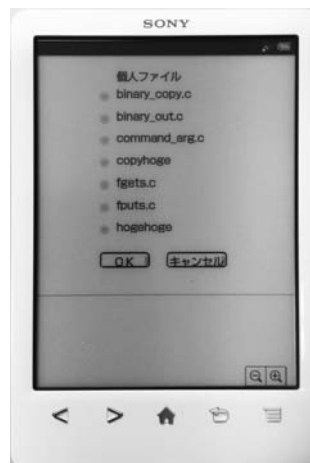 SONY
個人ファイル
binary_copy.c
binary_out.c
command_arg.c
copyhoge
fgets.c
fputs.c
hogehoge
OK キャンセル